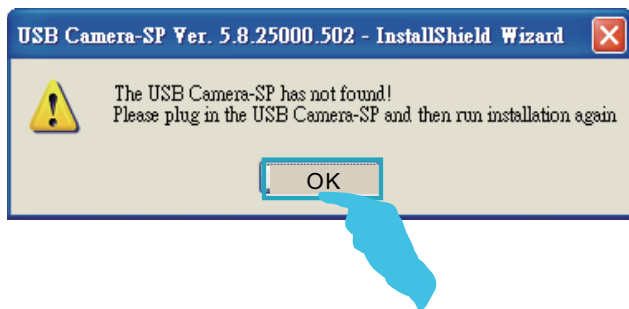 USB Camera-SP Ver. 5.8.25000.502 - InstallShield Wizard
The USB Camera-SP has not found!
Please plug in the USB Camera-SP and then run installation again
OK